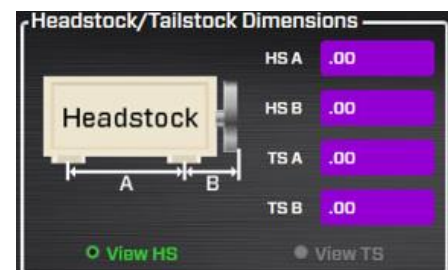 Headstock/Tailstock Dimensions
HS A .00
Headstock
HS B .00
TS A .00
A B
TS B .00
View HS View TS